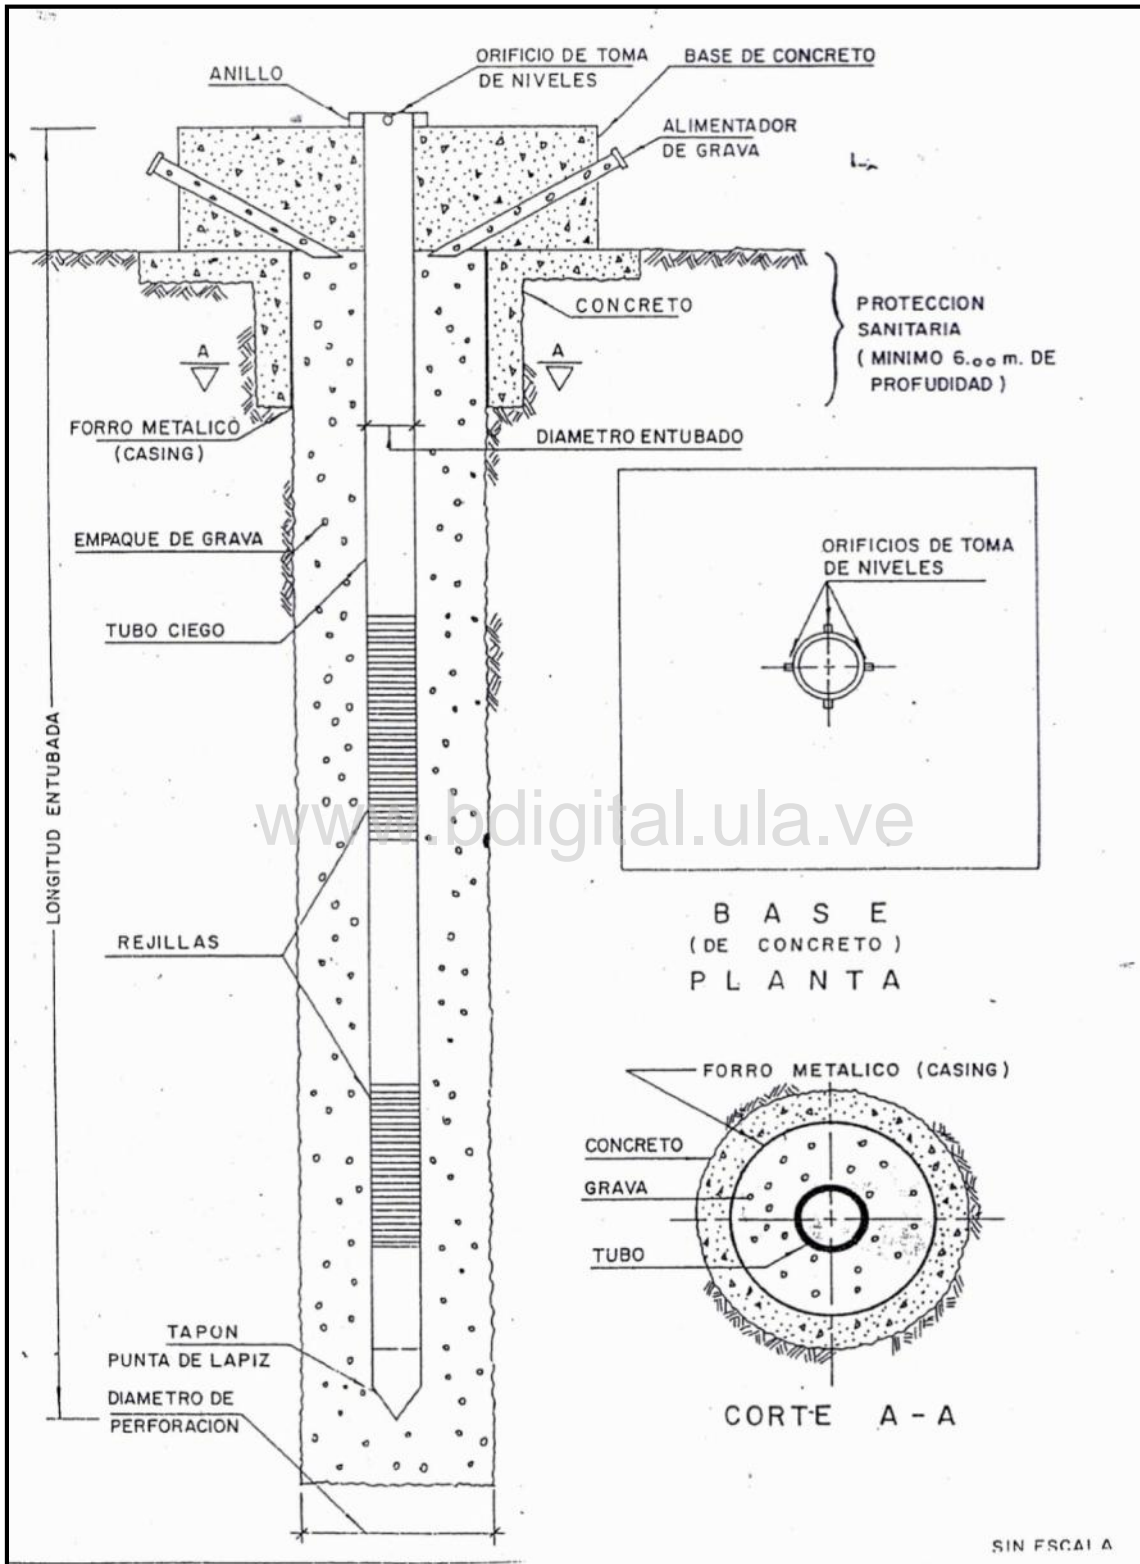 ANILLO
ORIFICIO DE TOMA
DE NIVELES
BASE DE CONCRETO
ALIMENTADOR
DE GRAVA
CONCRETO
PROTECCION
SANITARIA
( MINIMO 6.00 m. DE
PROFUDIDAD )
A
A
FORRO METALICO
(CASING)
DIAMETRO ENTUBADO
EMPAQUE DE GRAVA
TUBO CIEGO
ORIFICIOS DE TOMA
DE NIVELES
LONGITUD ENTUBADA
www.bdigital.ula.ve
REJILLAS
BASE
( DE CONCRETO )
PLANTA
FORRO METALICO (CASING)
CONCRETO
GRAVA
TUBO
TAPON
PUNTA DE LAPIZ
DIAMETRO DE
PERFORACION
CORTE A - A
SIN ESCALA